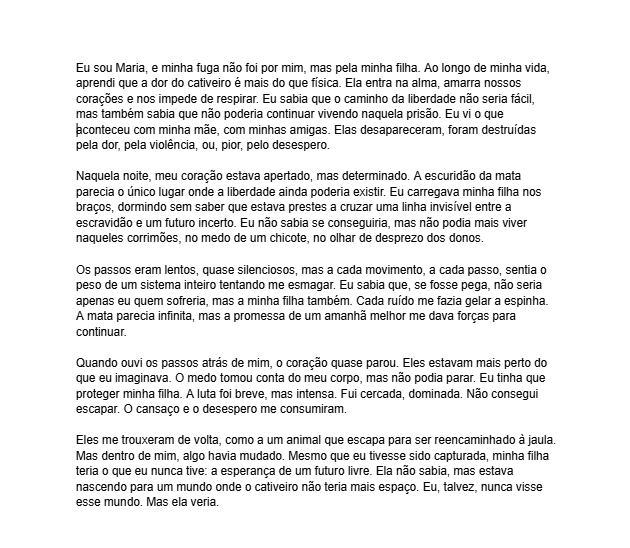 Eu sou Maria, e minha fuga não foi por mim, mas pela minha filha. Ao longo de minha vida,
aprendi que a dor do cativeiro é mais do que física. Ela entra na alma, amarra nossos
corações e nos impede de respirar. Eu sabia que o caminho da liberdade não seria fácil,
mas também sabia que não poderia continuar vivendo naquela prisão. Eu vi o que
aconteceu com minha mãe, com minhas amigas. Elas desapareceram, foram destruídas
pela dor, pela violência, ou, pior, pelo desespero.
Naquela noite, meu coração estava apertado, mas determinado. A escuridão da mata
parecia o único lugar onde a liberdade ainda poderia existir. Eu carregava minha filha nos
braços, dormindo sem saber que estava prestes a cruzar uma linha invisível entre a
escravidão e um futuro incerto. Eu não sabia se conseguiria, mas não podia mais viver
naqueles corrimões, no medo de um chicote, no olhar de desprezo dos donos.
Os passos eram lentos, quase silenciosos, mas a cada movimento, a cada passo, sentia o
peso de um sistema inteiro tentando me esmagar. Eu sabia que, se fosse pega, não seria
apenas eu quem sofreria, mas a minha filha também. Cada ruído me fazia gelar a espinha.
A mata parecia infinita, mas a promessa de um amanhã melhor me dava forças para
continuar.
Quando ouvi os passos atrás de mim, o coração quase parou. Eles estavam mais perto do
que eu imaginava. O medo tomou conta do meu corpo, mas não podia parar. Eu tinha que
proteger minha filha. A luta foi breve, mas intensa. Fui cercada, dominada. Não consegui
escapar. O cansaço e o desespero me consumiram.
Eles me trouxeram de volta, como a um animal que escapa para ser reencaminhado à jaula.
Mas dentro de mim, algo havia mudado. Mesmo que eu tivesse sido capturada, minha filha
teria o que eu nunca tive: a esperança de um futuro livre. Ela não sabia, mas estava
nascendo para um mundo onde o cativeiro não teria mais espaço. Eu, talvez, nunca visse
esse mundo. Mas ela veria.